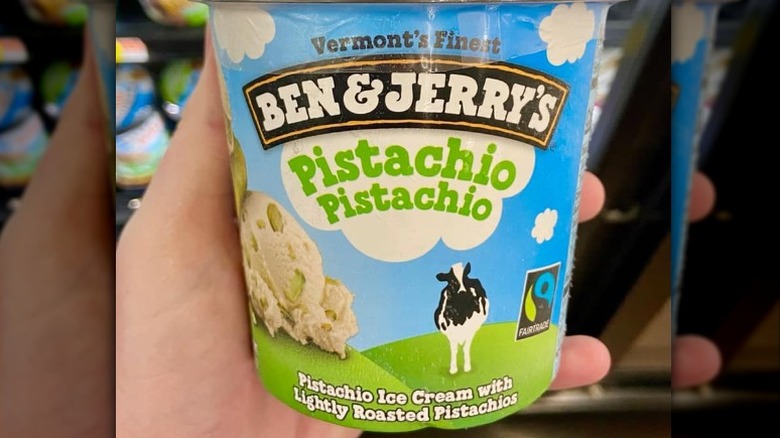 Vermont's Finest
BEN & JERRY'S
Pistachio
Pistachio
FAIRTRADE
Pistachio Ice Cream with
Lightly Roasted Pistachios